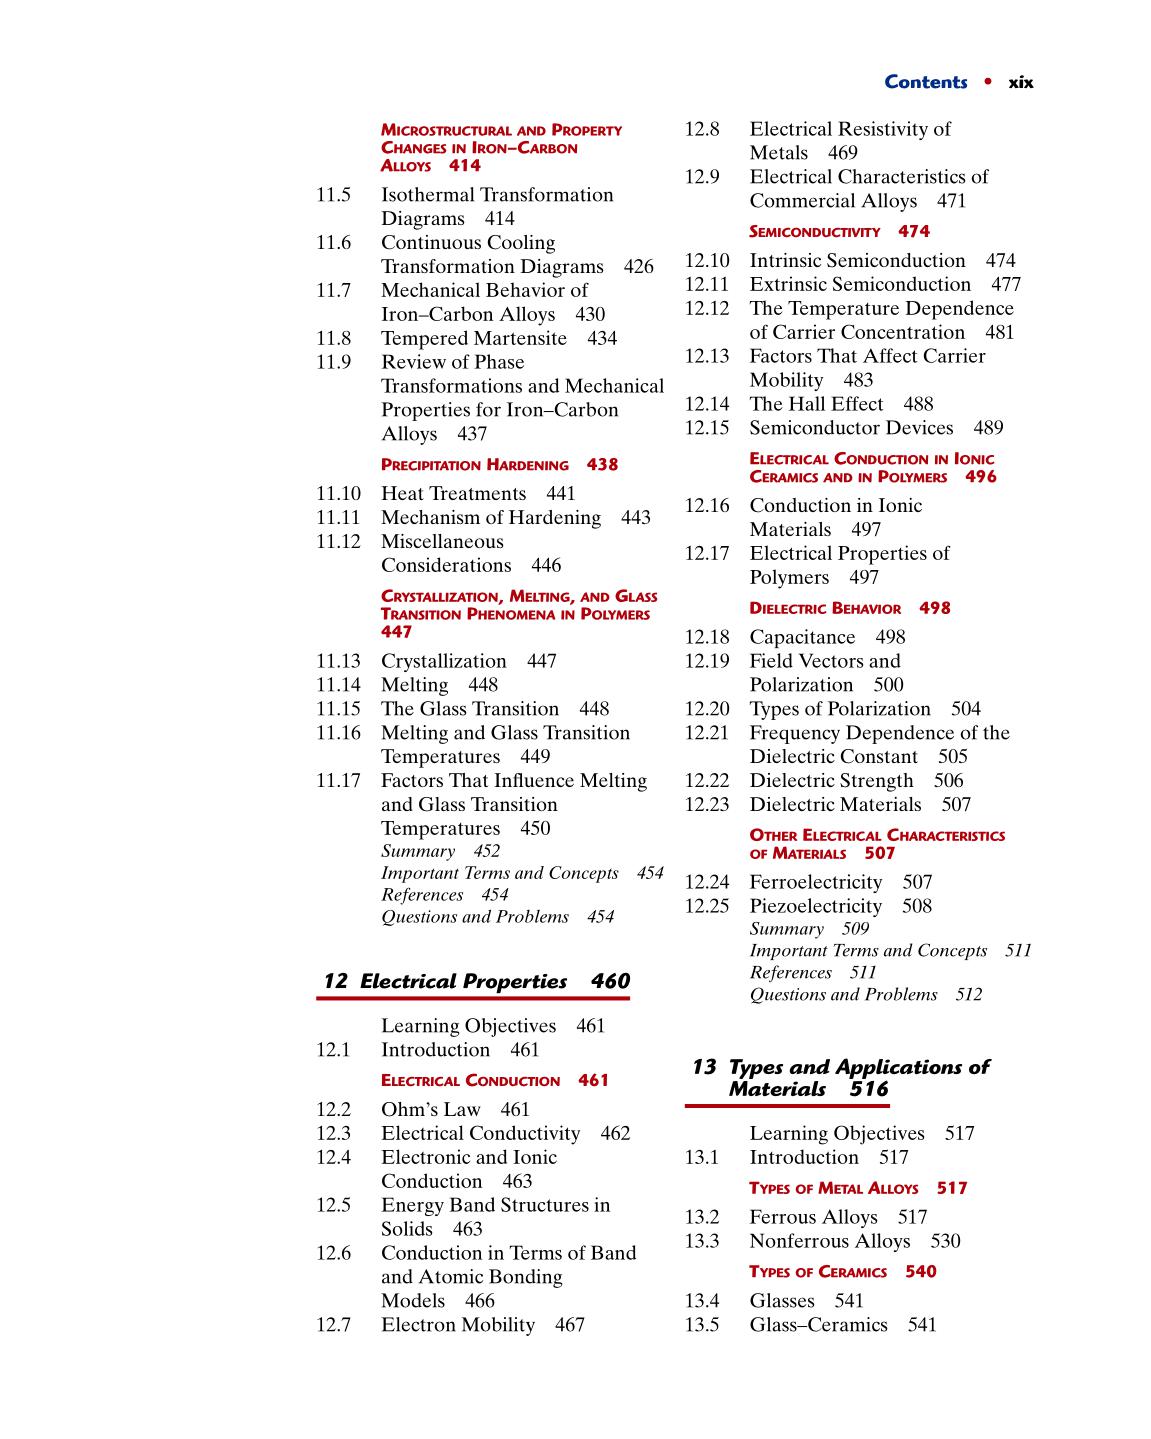 Contents • xix
MICROSTRUCTURAL AND PROPERTY
CHANGES IN IRON–CARBON
ALLOYS 414
11.5 Isothermal Transformation
Diagrams 414
11.6 Continuous Cooling
Transformation Diagrams 426
11.7 Mechanical Behavior of
Iron–Carbon Alloys 430
11.8 Tempered Martensite 434
11.9 Review of Phase
Transformations and Mechanical
Properties for Iron–Carbon
Alloys 437
PRECIPITATION HARDENING 438
11.10 Heat Treatments 441
11.11 Mechanism of Hardening 443
11.12 Miscellaneous
Considerations 446
CRYSTALLIZATION, MELTING, AND GLASS
TRANSITION PHENOMENA IN POLYMERS
447
11.13 Crystallization 447
11.14 Melting 448
11.15 The Glass Transition 448
11.16 Melting and Glass Transition
Temperatures 449
11.17 Factors That Influence Melting
and Glass Transition
Temperatures 450
Summary 452
Important Terms and Concepts 454
References 454
Questions and Problems 454
12 Electrical Properties 460
Learning Objectives 461
12.1 Introduction 461
ELECTRICAL CONDUCTION 461
12.2 Ohm's Law 461
12.3 Electrical Conductivity 462
12.4 Electronic and Ionic
Conduction 463
12.5 Energy Band Structures in
Solids 463
12.6 Conduction in Terms of Band
and Atomic Bonding
Models 466
12.7 Electron Mobility 467
12.8 Electrical Resistivity of
Metals 469
12.9 Electrical Characteristics of
Commercial Alloys 471
SEMICONDUCTIVITY 474
12.10 Intrinsic Semiconduction 474
12.11 Extrinsic Semiconduction 477
12.12 The Temperature Dependence
of Carrier Concentration 481
12.13 Factors That Affect Carrier
Mobility 483
12.14 The Hall Effect 488
12.15 Semiconductor Devices 489
ELECTRICAL CONDUCTION IN IONIC
CERAMICS AND IN POLYMERS 496
12.16 Conduction in Ionic
Materials 497
12.17 Electrical Properties of
Polymers 497
DIELECTRIC BEHAVIOR 498
12.18 Capacitance 498
12.19 Field Vectors and
Polarization 500
12.20 Types of Polarization 504
12.21 Frequency Dependence of the
Dielectric Constant 505
12.22 Dielectric Strength 506
12.23 Dielectric Materials 507
OTHER ELECTRICAL CHARACTERISTICS
OF MATERIALS 507
12.24 Ferroelectricity 507
12.25 Piezoelectricity 508
Summary 509
Important Terms and Concepts 511
References 511
Questions and Problems 512
13 Types and Applications of
Materials 516
Learning Objectives 517
13.1 Introduction 517
TYPES OF METAL ALLOYS 517
13.2 Ferrous Alloys 517
13.3 Nonferrous Alloys 530
TYPES OF CERAMICS 540
13.4 Glasses 541
13.5 Glass–Ceramics 541